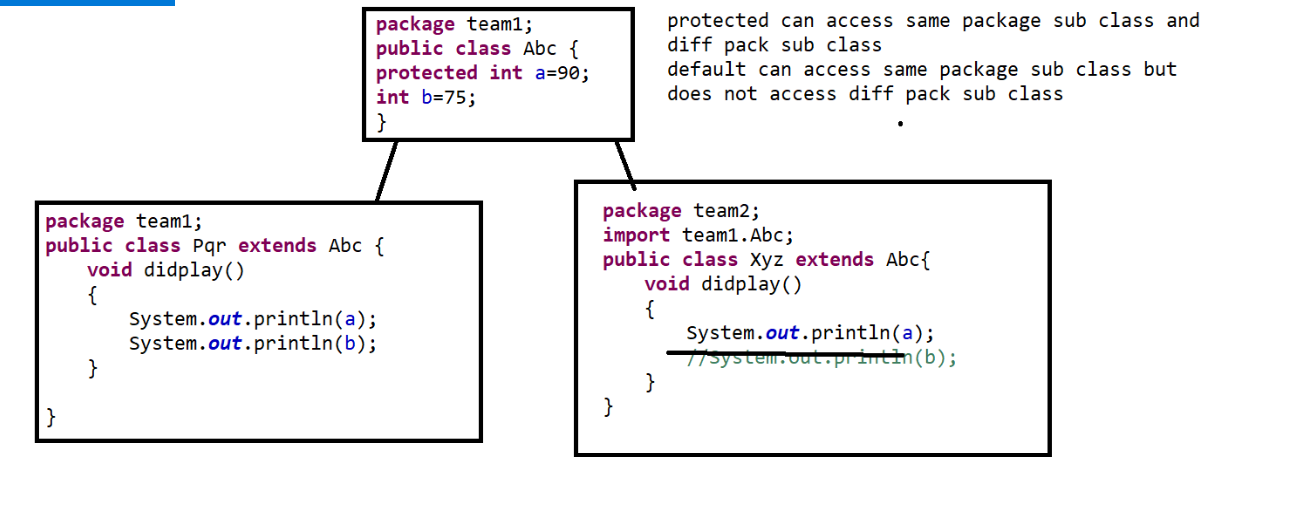 package team1;
public class Abc {
protected int a=90;
int b=75;
}
protected can access same package sub class and
diff pack sub class
default can access same package sub class but
does not access diff pack sub class
package team1;
public class Pqr extends Abc {
void didplay()
{
System.out.println(a);
System.out.println(b);
}
}
package team2;
import team1.Abc;
public class Xyz extends Abc{
void didplay()
{
System.out.println(a);
//System.out.println(b);
}
}